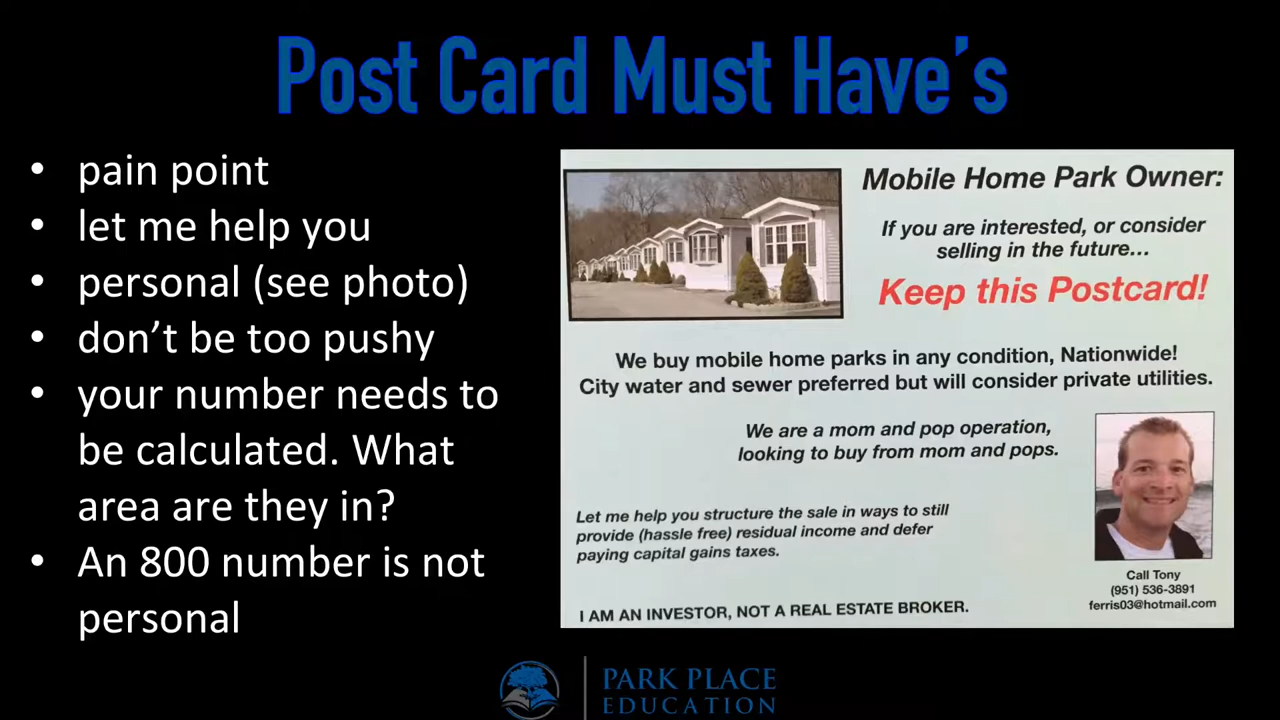 Post Card Must Have’s
• pain point
• let me help you
• personal (see photo)
• don’t be too pushy
• your number needs to
be calculated. What
area are they in?
• An 800 number is not
personal
Mobile Home Park Owner:
If you are interested, or consider
selling in the future...
Keep this Postcard!
We buy mobile home parks in any condition, Nationwide!
City water and sewer preferred but will consider private utilities.
We are a mom and pop operation,
looking to buy from mom and pops.
Let me help you structure the sale in ways to still
provide (hassle free) residual income and defer
paying capital gains taxes.
I AM AN INVESTOR, NOT A REAL ESTATE BROKER.
Call Tony
(951) 536-3891
ferris03@hotmail.com
PARK PLACE
EDUCATION